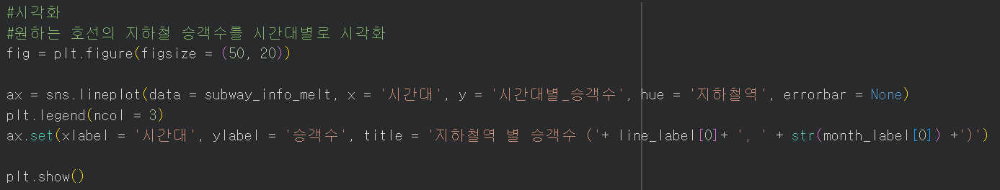 #시각화
#원하는 호선의 지하철 승객수를 시간대별로 시각화
fig = plt.figure(figsize = (50, 20))
ax = sns.lineplot(data = subway_info_melt, x = '시간대', y = '시간대별_승객수', hue = '지하철역', errorbar = None)
plt.legend(ncol = 3)
ax.set(xlabel = '시간대', ylabel = '승객수', title = '지하철역 별 승객수 ('+ line_label[0]+ ', ' + str(month_label[0]) +')')
plt.show()